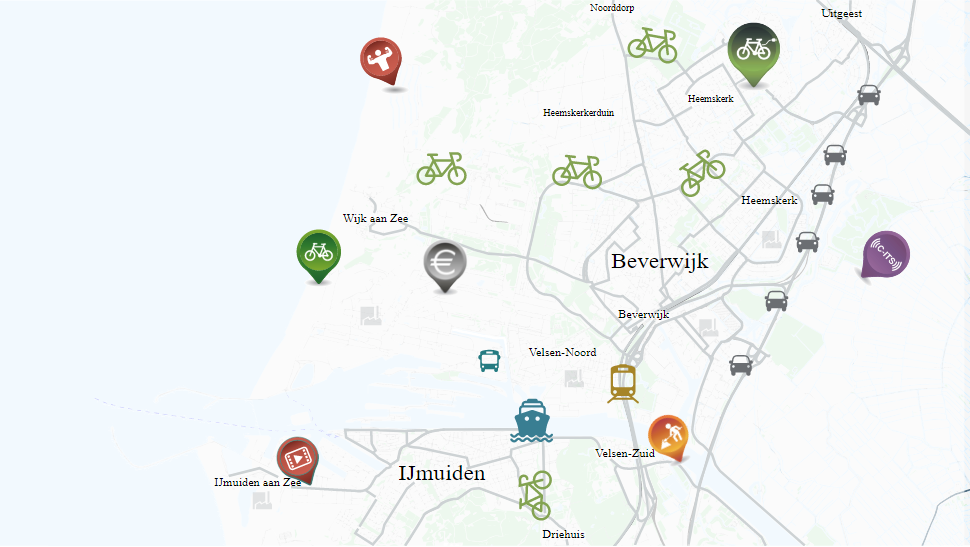 Noorddorp
Uitgeest
Heemskerk
Heemskerkerduin
Heemskerk
Wijk aan Zee
€
C-ITS
Beverwijk
Beverwijk
Velsen-Noord
Velsen-Zuid
IJmuiden
IJmuiden aan Zee
Driehuis